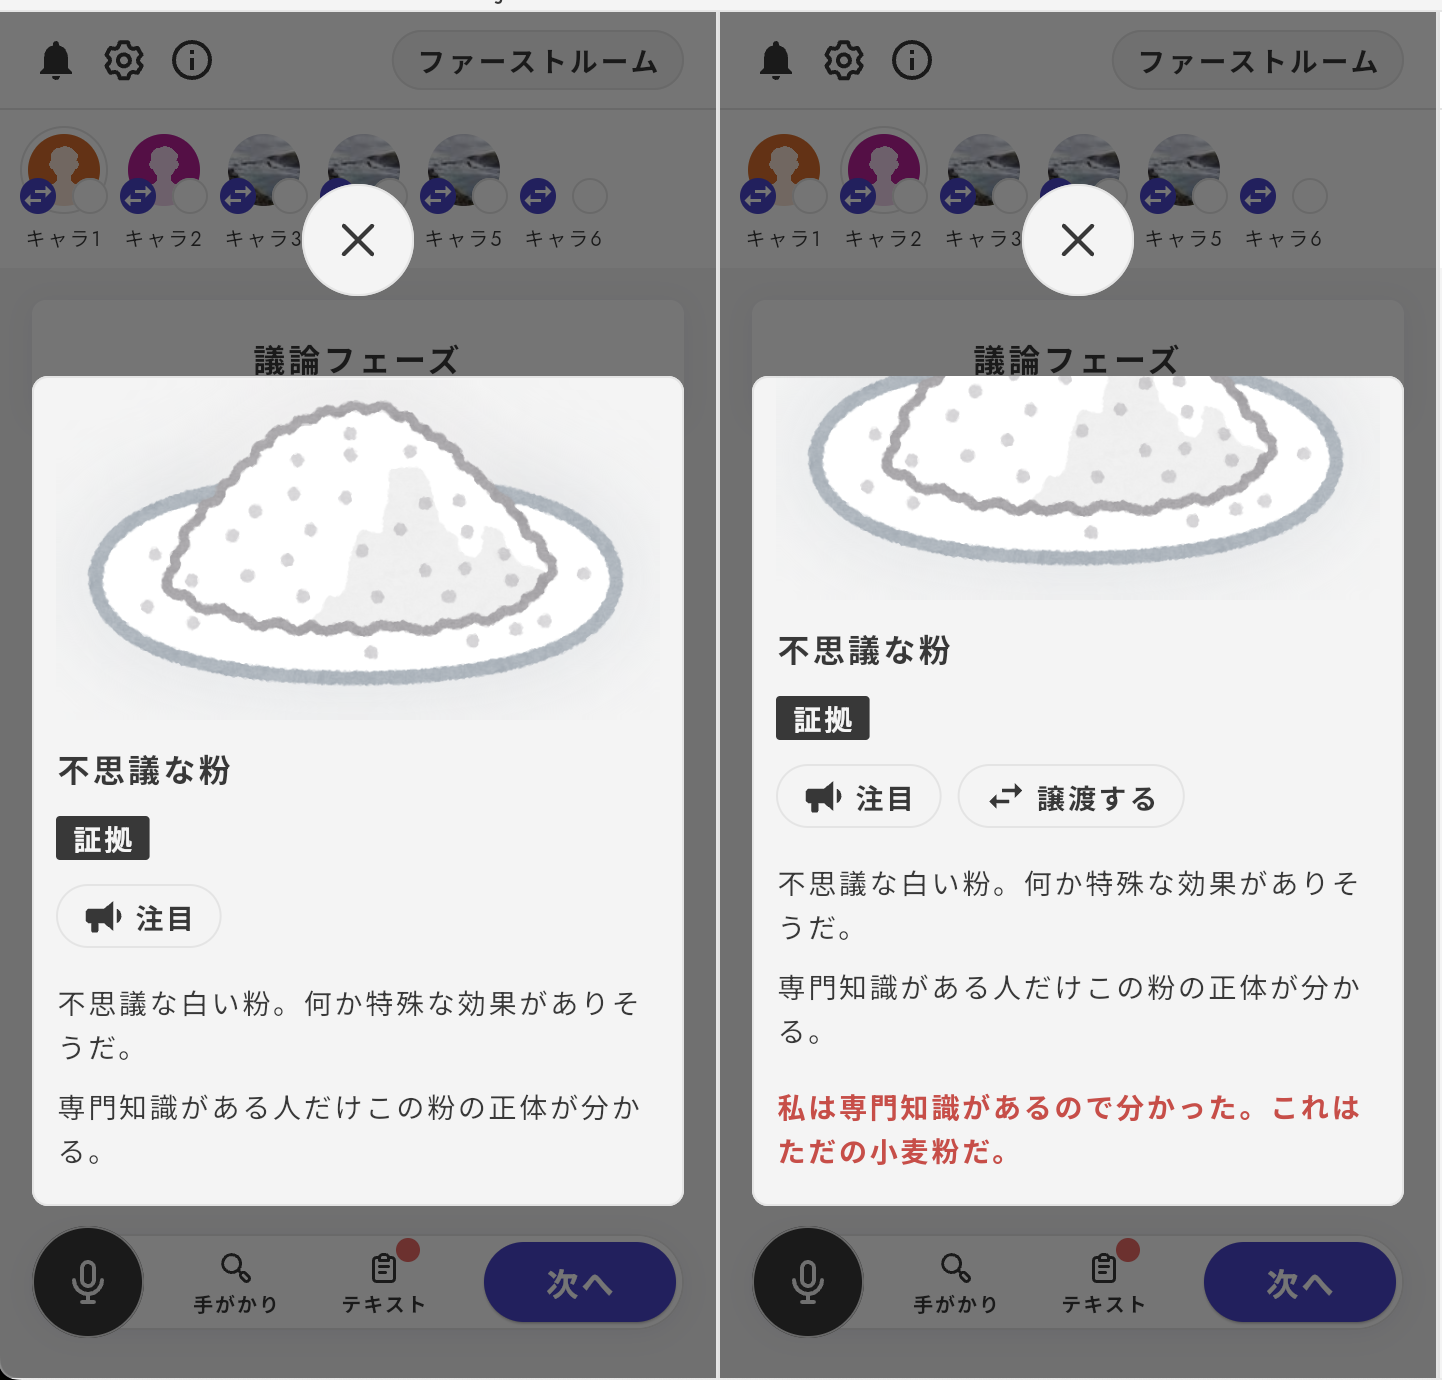 ファーストルーム
キャラ1 キャラ2 キャラ3 キャラ5 キャラ6
議論フェーズ
不思議な粉
証拠
注目
不思議な白い粉。何か特殊な効果がありそ
うだ。
専門知識がある人だけこの粉の正体が分か
る。
手がかり
テキスト
次へ
ファーストルーム
キャラ1 キャラ2 キャラ3 キャラ5 キャラ6
議論フェーズ
不思議な粉
証拠
注目 譲渡する
不思議な白い粉。何か特殊な効果がありそ
うだ。
専門知識がある人だけこの粉の正体が分か
る。
私は専門知識があるので分かった。これは
ただの小麦粉だ。
手がかり
テキスト
次へ